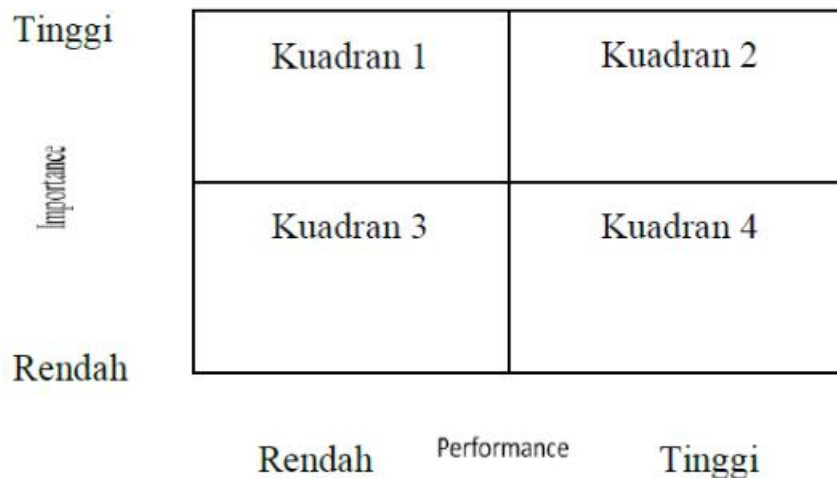 Tinggi
Kuadran 1
Kuadran 2
Importance
Kuadran 3
Kuadran 4
Rendah
Rendah
Performance
Tinggi